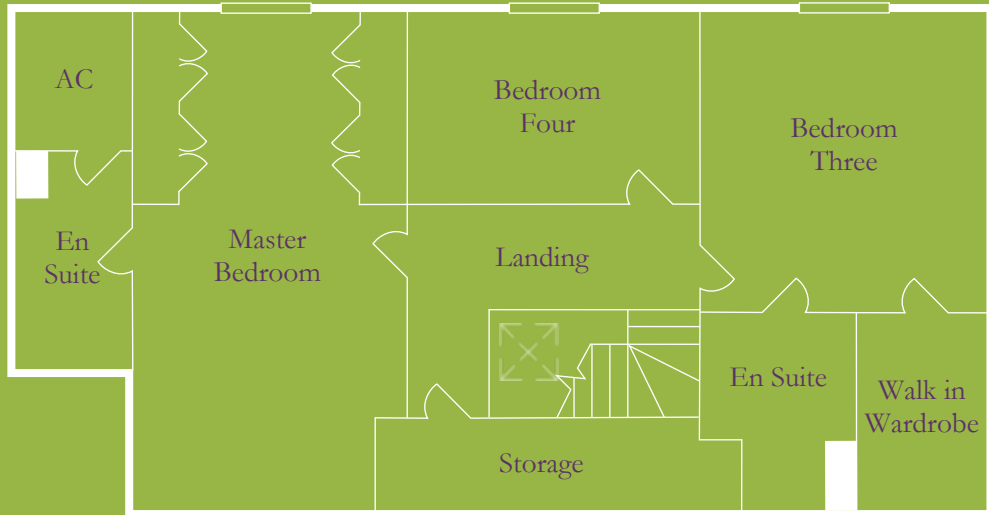 AC
Bedroom
Four
Bedroom
Three
En
Suite
Master
Bedroom
Landing
En Suite
Walk in
Wardrobe
Storage